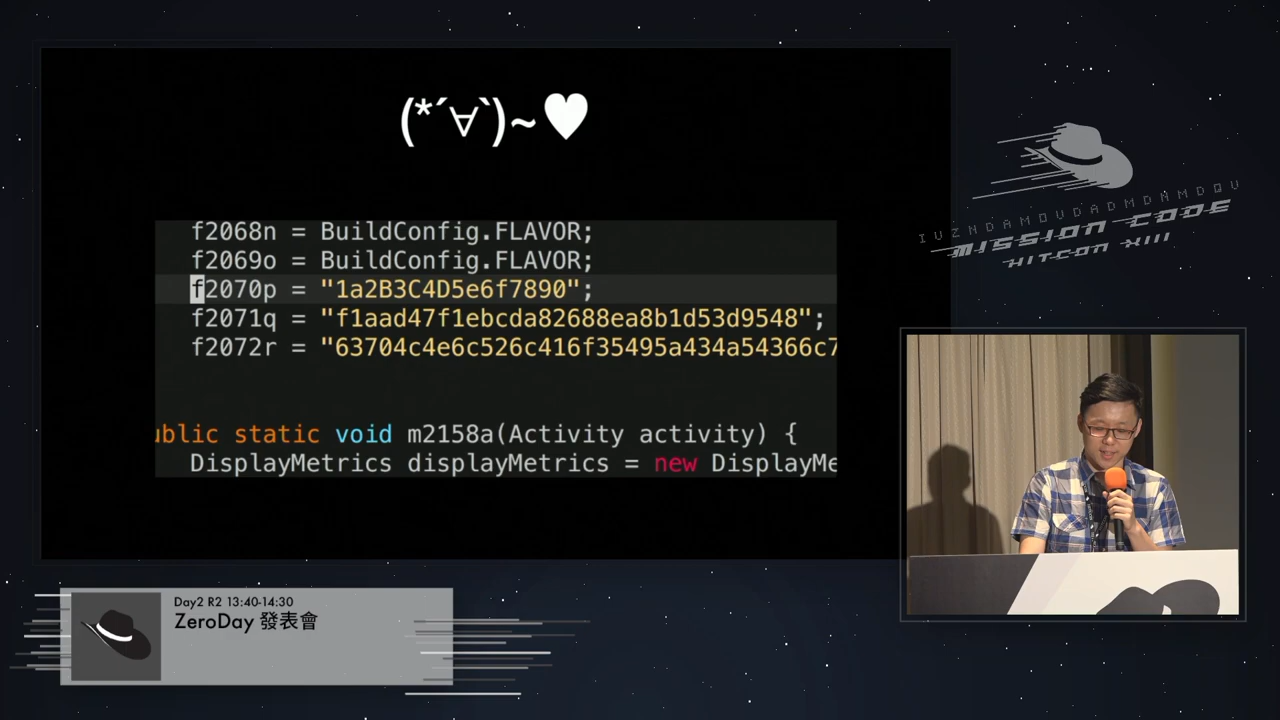 (*´∀`)~♥
f2068n = BuildConfig.FLAVOR;
f2069o = BuildConfig.FLAVOR;
f2070p = "1a2B3C4D5e6f7890";
f2071q = "f1aad47f1ebcda82688ea8b1d53d9548";
f2072r = "63704c4e6c526c416f35495a434a54366c7
ublic static void m2158a(Activity activity) {
DisplayMetrics displayMetrics = new DisplayMe
IUZNDAMOUDADMDNMDQU
MISSION CODE
HITCON XIII
Day2 R2 13:40-14:30
ZeroDay 發表會